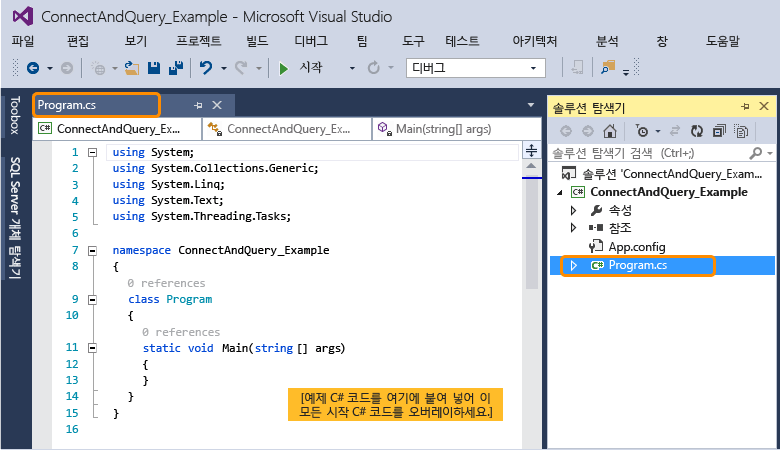 ConnectAndQuery_Example - Microsoft Visual Studio
파일 편집 보기 프로젝트 빌드 디버그 팀 도구 테스트 아키텍처 분석 창 도움말
시작 디버그
Toobox
SQL Server 개체 탐색기
Program.cs
C# ConnectAndQuery_Ex... ConnectAndQuery_Ex... Main(string[] args)
1 using System;
2 using System.Collections.Generic;
3 using System.Linq;
4 using System.Text;
5 using System.Threading.Tasks;
6
7 namespace ConnectAndQuery_Example
8 {
0 references
9 class Program
10 {
0 references
11 static void Main(string[] args)
12 {
13 }
14 }
15 }
16
[예제 C# 코드를 여기에 붙여 넣어 이
모든 시작 C# 코드를 오버레이하세요.]
솔루션 탐색기
솔루션 탐색기 검색 (Ctrl+;)
솔루션 'ConnectAndQuery_Exam...
C# ConnectAndQuery_Example
속성
참조
App.config
C# Program.cs